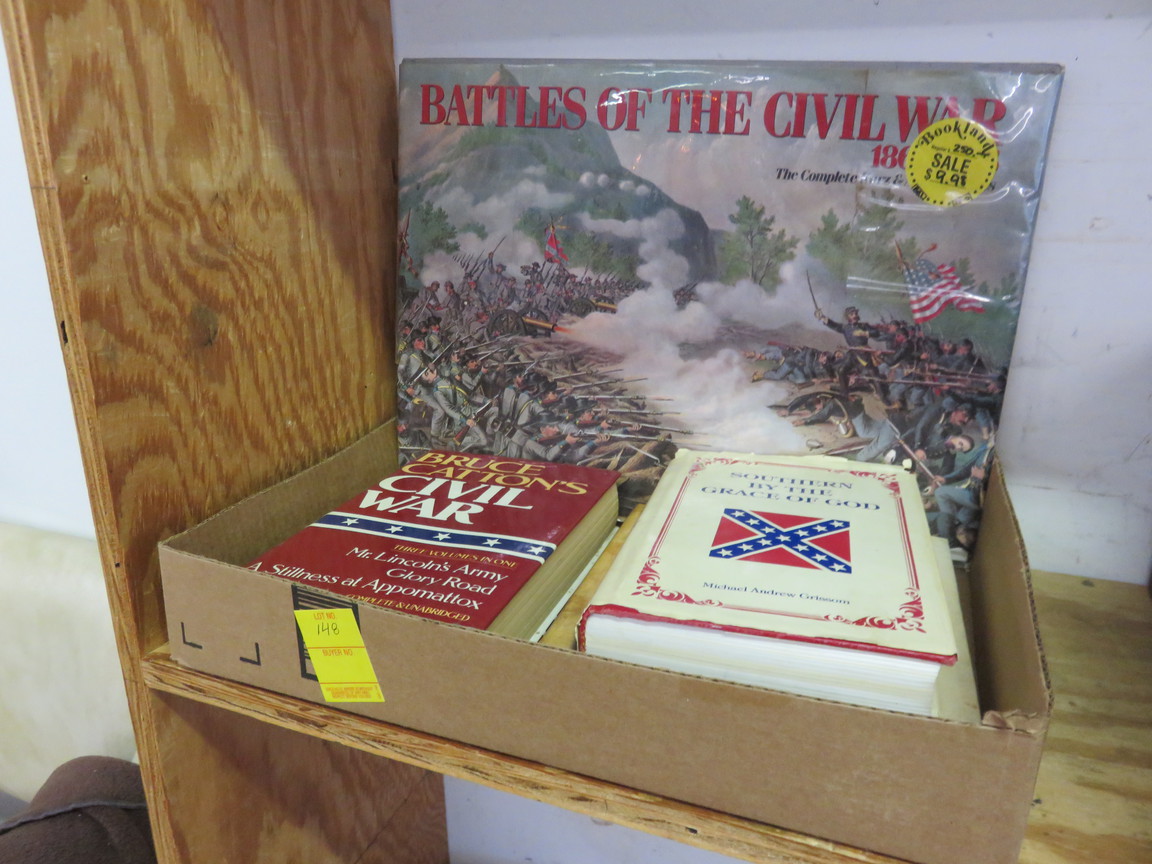 BATTLES OF THE CIVIL WAR
186
The Complete
Bookland
SALE
$9.98
BRUCE
CATTON'S
CIVIL
WAR
THREE VOLUMES IN ONE
Mr. Lincoln's Army
Glory Road
A Stillness at Appomattox
COMPLETE & UNABRIDGED
SOUTHERN
BY THE
GRACE OF GOD
Michael Andrew Grissom
LOT NO.
148
BUYER NO.